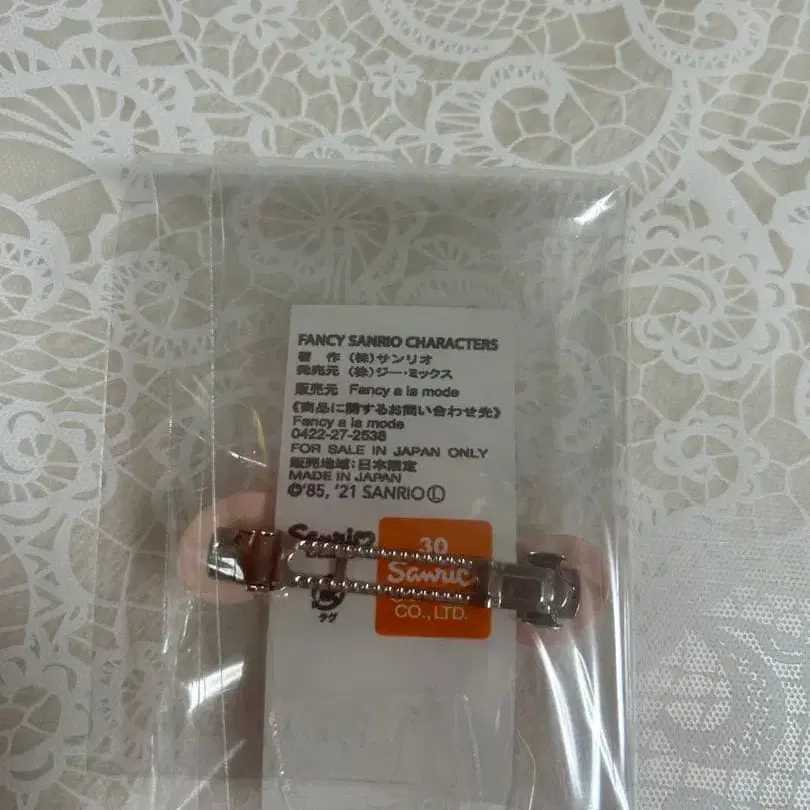 FANCY SANRIO CHARACTERS
著 作 (株)サンリオ
発売元 (株)ジー・ミックス
販売元 Fancy a la mode
《商品に関するお問い合わせ先》
Fancy a la mode
0422-27-2538
FOR SALE IN JAPAN ONLY
販売地域:日本限定
MADE IN JAPAN
©'85, '21 SANRIO Ⓛ
Sanrio
30
Sanrio
CO., LTD.
タグ